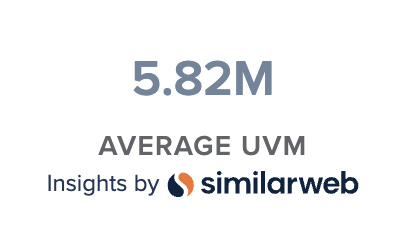 5.82M
AVERAGE UVM
Insights by similarweb